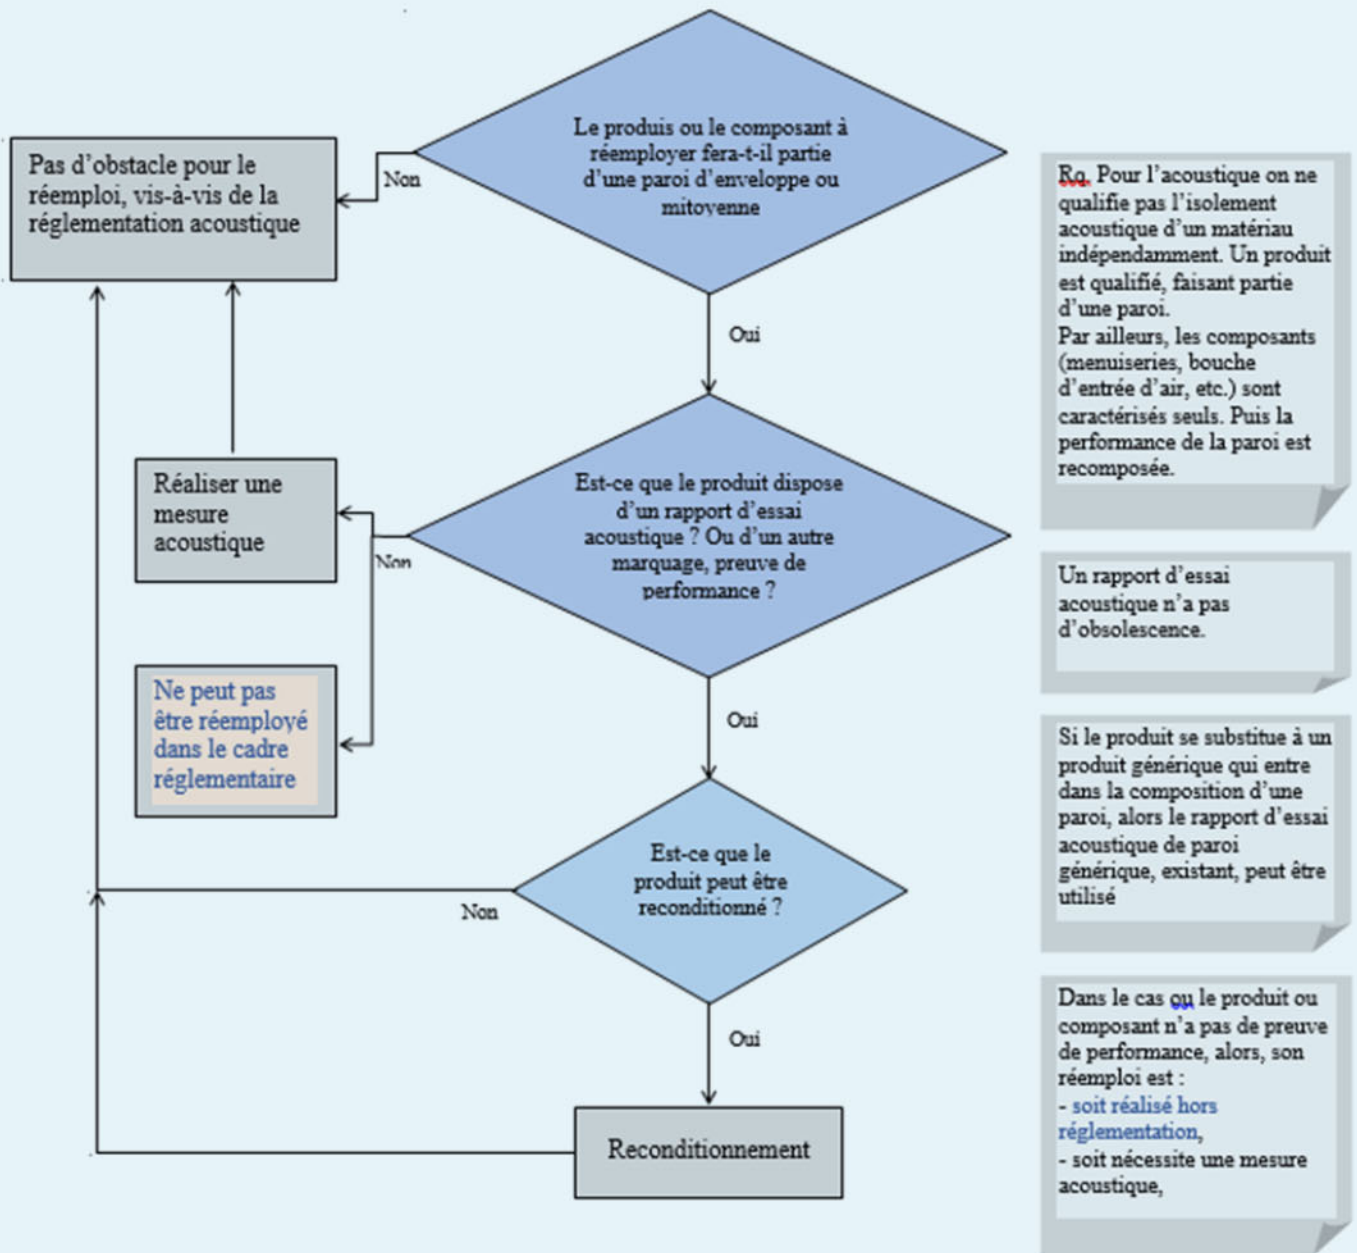 Le produis ou le composant à
réemployer fera-t-il partie
d'une paroi d'enveloppe ou
mitoyenne
Non
Pas d'obstacle pour le
réemploi, vis-à-vis de la
réglementation acoustique
Oui
Est-ce que le produit dispose
d'un rapport d'essai
acoustique ? Ou d'un autre
marquage, preuve de
performance ?
Non
Réaliser une
mesure
acoustique
Ne peut pas
être réemployé
dans le cadre
réglementaire
Oui
Est-ce que le
produit peut être
reconditionné ?
Non
Oui
Reconditionnement
Rq. Pour l'acoustique on ne
qualifie pas l'isolement
acoustique d'un matériau
indépendamment. Un produit
est qualifié, faisant partie
d'une paroi.
Par ailleurs, les composants
(menuiseries, bouche
d'entrée d'air, etc.) sont
caractérisés seuls. Puis la
performance de la paroi est
recomposée.
Un rapport d'essai
acoustique n'a pas
d'obsolescence.
Si le produit se substitue à un
produit générique qui entre
dans la composition d'une
paroi, alors le rapport d'essai
acoustique de paroi
générique, existant, peut être
utilisé
Dans le cas ou le produit ou
composant n'a pas de preuve
de performance, alors, son
réemploi est :
- soit réalisé hors
réglementation,
- soit nécessite une mesure
acoustique,